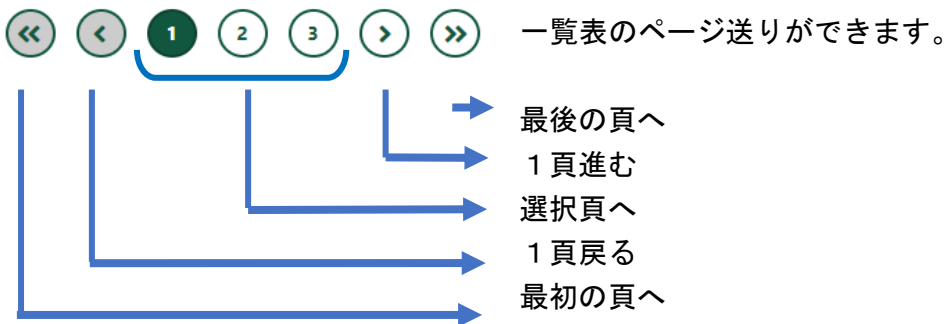 « ‹ 1 2 3 › » 一覧表のページ送りができます。
最後の頁へ
１頁進む
選択頁へ
１頁戻る
最初の頁へ